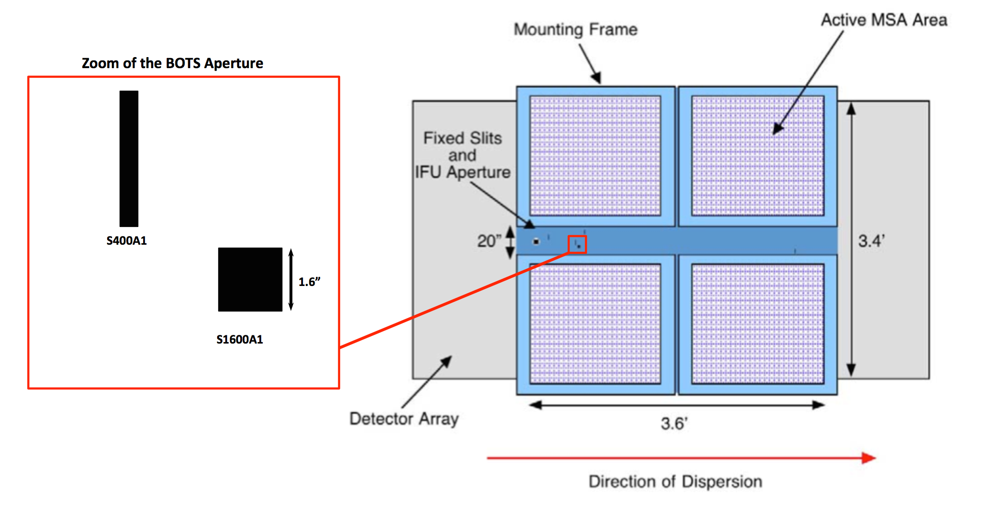 Active MSA Area
Mounting Frame
Zoom of the BOTS Aperture
S400A1
1.6”
S1600A1
Fixed Slits
and
IFU Aperture
20”
3.4’
Detector Array
3.6’
Direction of Dispersion